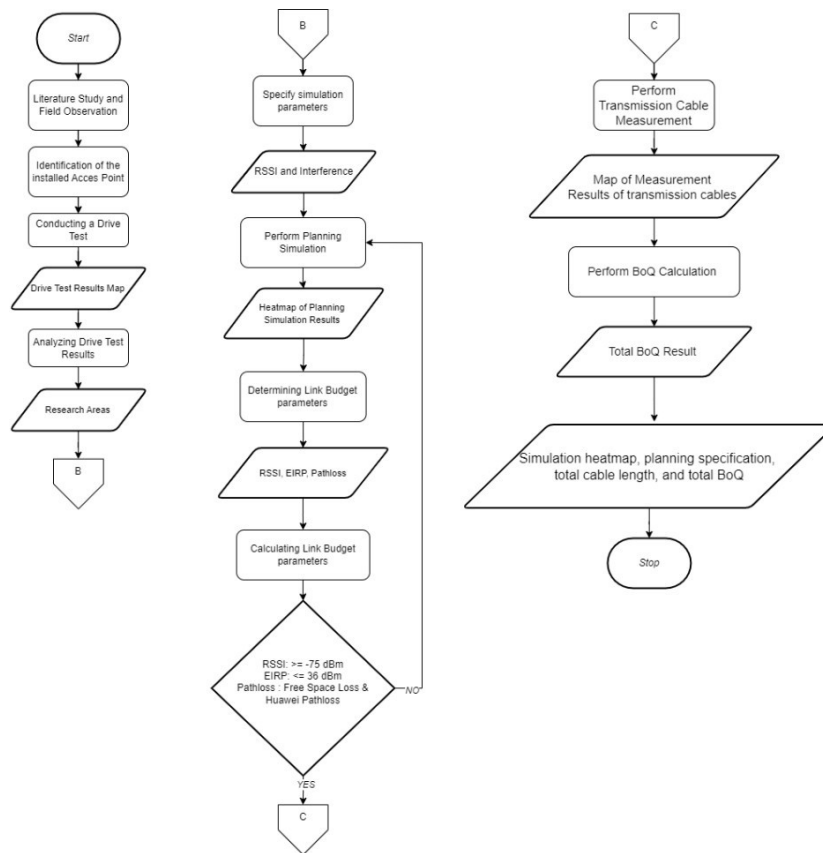 Start
Literature Study and
Field Observation
Identification of the
installed Acces Point
Conducting a Drive
Test
Drive Test Results Map
Analyzing Drive Test
Results
Research Areas
B
B
Specify simulation
parameters
RSSI and Interference
Perform Planning
Simulation
Heatmap of Planning
Simulation Results
Determining Link Budget
parameters
RSSI, EIRP, Pathloss
Calculating Link Budget
parameters
RSSI: >= -75 dBm
EIRP: <= 36 dBm
Pathloss : Free Space Loss &
Huawei Pathloss
NO
YES
C
C
Perform
Transmission Cable
Measurement
Map of Measurement
Results of transmission cables
Perform BoQ Calculation
Total BoQ Result
Simulation heatmap, planning specification,
total cable length, and total BoQ
Stop